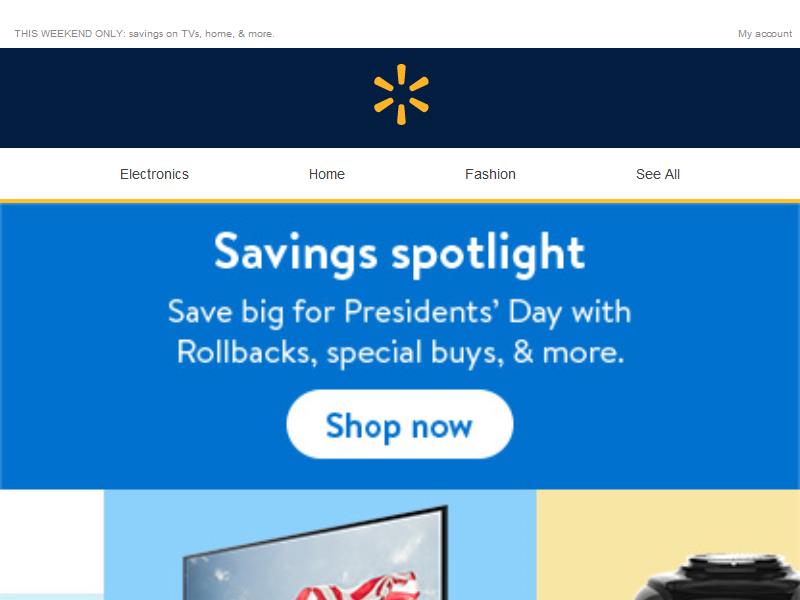 THIS WEEKEND ONLY: savings on TVs, home, & more.
My account
Electronics
Home
Fashion
See All
Savings spotlight
Save big for Presidents’ Day with
Rollbacks, special buys, & more.
Shop now